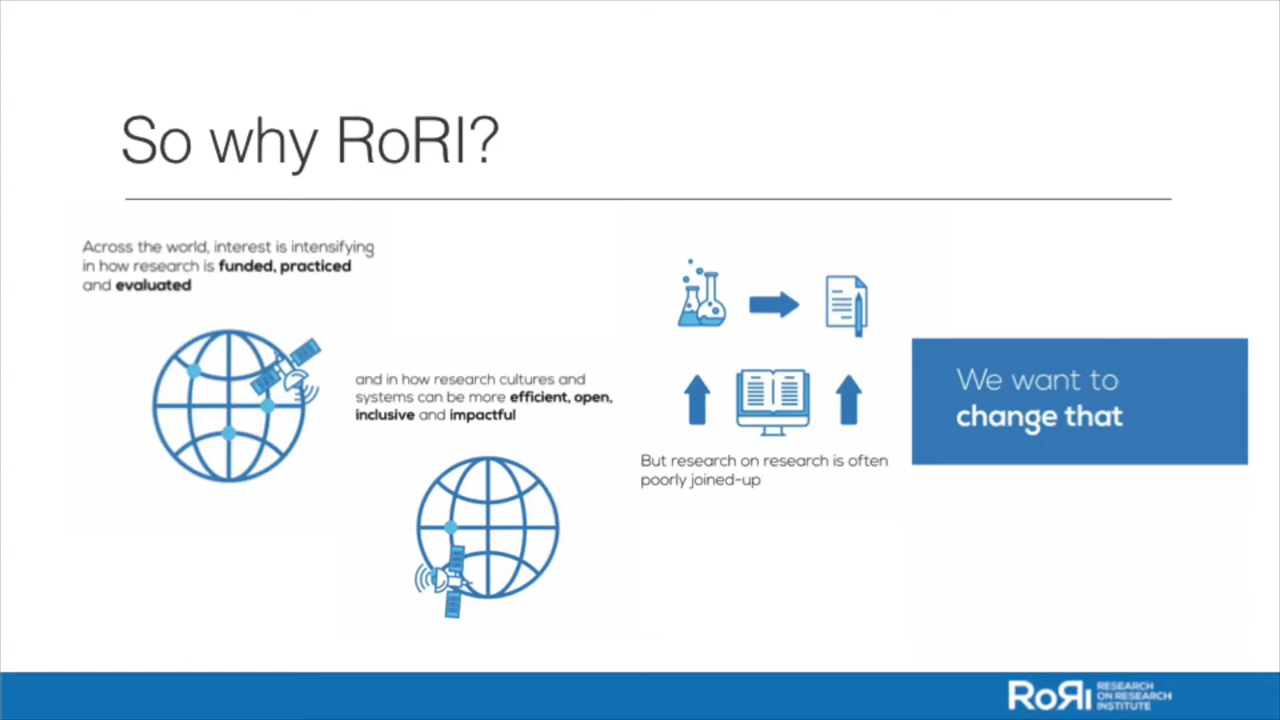 So why RoRI?
Across the world, interest is intensifying
in how research is funded, practiced
and evaluated
and in how research cultures and
systems can be more efficient, open,
inclusive and impactful
But research on research is often
poorly joined-up
We want to
change that
RoRI
RESEARCH
ON RESEARCH
INSTITUTE